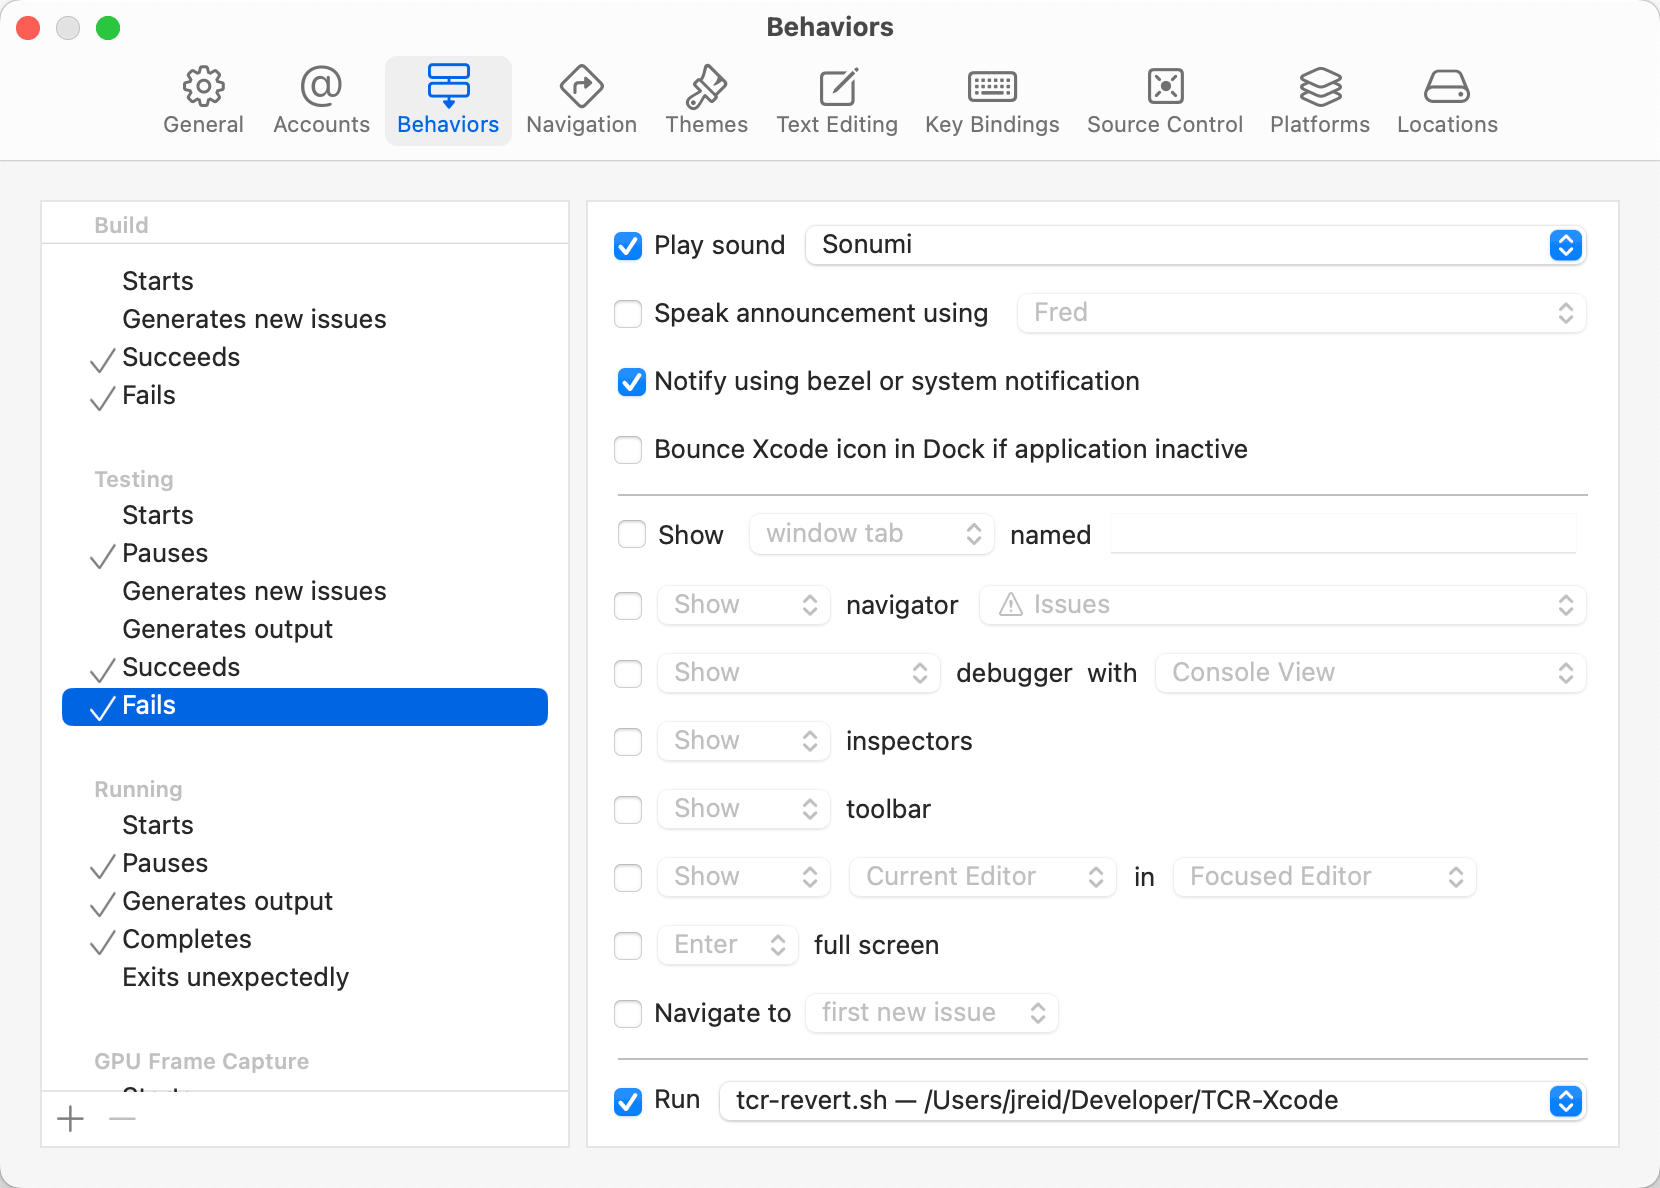 Behaviors
General Accounts Behaviors Navigation Themes Text Editing Key Bindings Source Control Platforms Locations
Build
Starts
Generates new issues
Succeeds
Fails
Testing
Starts
Pauses
Generates new issues
Generates output
Succeeds
Fails
Running
Starts
Pauses
Generates output
Completes
Exits unexpectedly
GPU Frame Capture
Play sound Sonumi
Speak announcement using Fred
Notify using bezel or system notification
Bounce Xcode icon in Dock if application inactive
Show window tab named
Show navigator Issues
Show debugger with Console View
Show inspectors
Show toolbar
Show Current Editor in Focused Editor
Enter full screen
Navigate to first new issue
Run tcr-revert.sh — /Users/jreid/Developer/TCR-Xcode